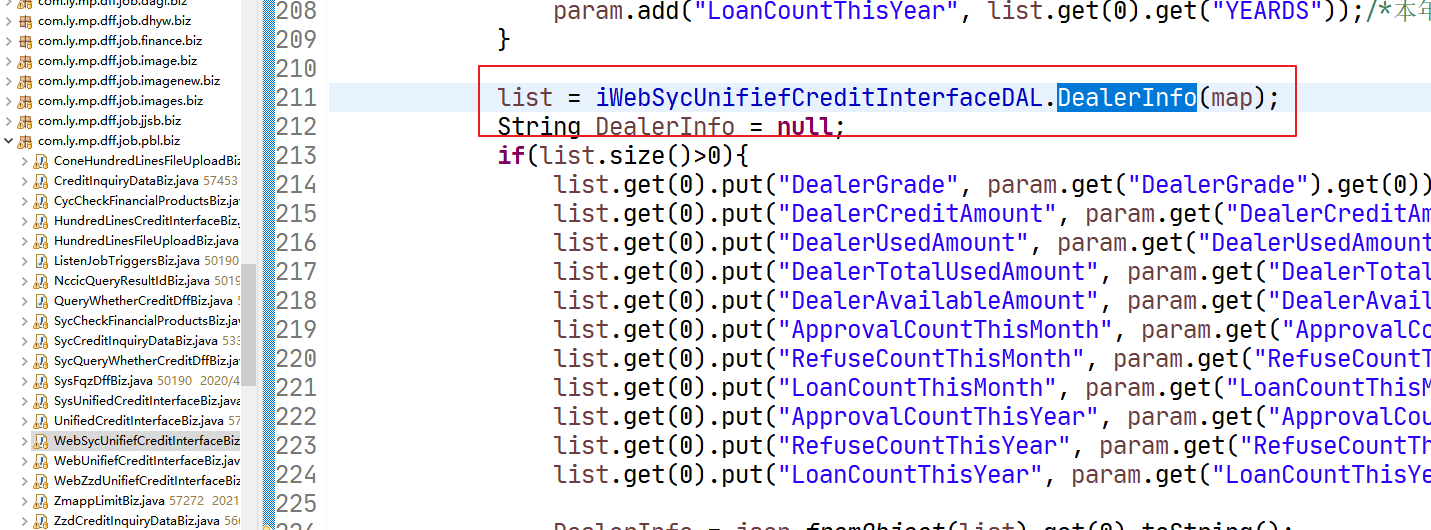 com.ly.mp.dff.job.dagl.biz
com.ly.mp.dff.job.dhyw.biz
com.ly.mp.dff.job.finance.biz
com.ly.mp.dff.job.image.biz
com.ly.mp.dff.job.imagenew.biz
com.ly.mp.dff.job.images.biz
com.ly.mp.dff.job.jjsb.biz
com.ly.mp.dff.job.pbl.biz
ConeHundredLinesFileUploadBiz
CreditInquiryDataBiz.java 57453
CycCheckFinancialProductsBiz.
HundredLinesCreditInterfaceBiz.
HundredLinesFileUploadBiz.java
ListenJobTriggersBiz.java 50190
NccicQueryResultIdBiz.java 5019
QueryWhetherCreditDffBiz.java 5
SycCheckFinancialProductsBiz.jav
SycCreditInquiryDataBiz.java 533
SycQueryWhetherCreditDffBiz.jav
SysFqzDffBiz.java 50190 2020/4
SysUnifiedCreditInterfaceBiz.java
UnifiedCreditInterfaceBiz.java 57
WebSycUnifiefCreditInterfaceBiz
WebUnifiefCreditInterfaceBiz.jav
WebZzdUnifiefCreditInterfaceBiz
ZmappLimitBiz.java 57272 2021
ZzdCreditInquiryDataBiz.java 566
208 param.add("LoanCountThisYear", list.get(0).get("YEARDS"));/*本年
209 }
210
211 list = iWebSycUnifiefCreditInterfaceDAL.DealerInfo(map);
212 String DealerInfo = null;
213 if(list.size()>0){
214 list.get(0).put("DealerGrade", param.get("DealerGrade").get(0))
215 list.get(0).put("DealerCreditAmount", param.get("DealerCreditAm
216 list.get(0).put("DealerUsedAmount", param.get("DealerUsedAmount
217 list.get(0).put("DealerTotalUsedAmount", param.get("DealerTotal
218 list.get(0).put("DealerAvailableAmount", param.get("DealerAvail
219 list.get(0).put("ApprovalCountThisMonth", param.get("ApprovalCo
220 list.get(0).put("RefuseCountThisMonth", param.get("RefuseCountT
221 list.get(0).put("LoanCountThisMonth", param.get("LoanCountThisM
222 list.get(0).put("ApprovalCountThisYear", param.get("ApprovalCou
223 list.get(0).put("RefuseCountThisYear", param.get("RefuseCountTh
224 list.get(0).put("LoanCountThisYear", param.get("LoanCountThisYe
225
226 DealerInfo = json.fromObject(list).get(0).toString();